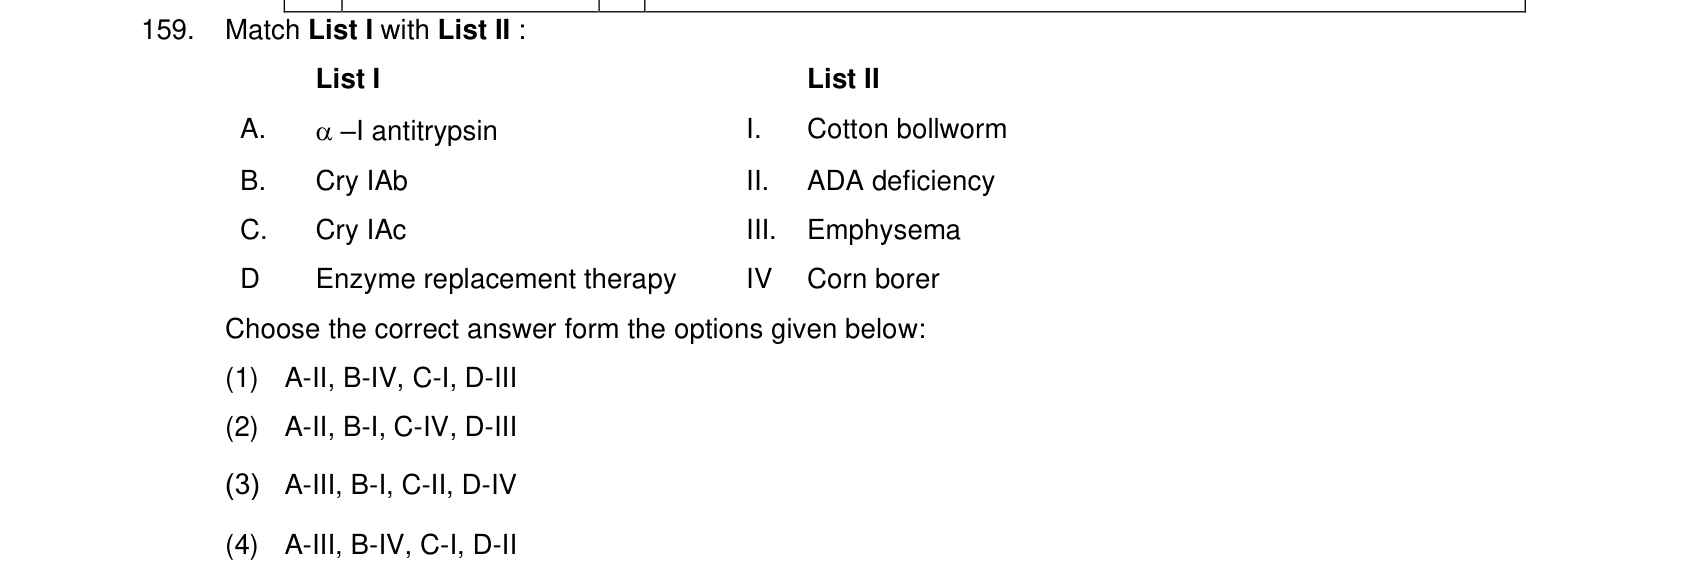 159. Match List I with List II :
List I List II
A. α –I antitrypsin I. Cotton bollworm
B. Cry IAb II. ADA deficiency
C. Cry IAc III. Emphysema
D Enzyme replacement therapy IV Corn borer
Choose the correct answer form the options given below:
(1) A-II, B-IV, C-I, D-III
(2) A-II, B-I, C-IV, D-III
(3) A-III, B-I, C-II, D-IV
(4) A-III, B-IV, C-I, D-II